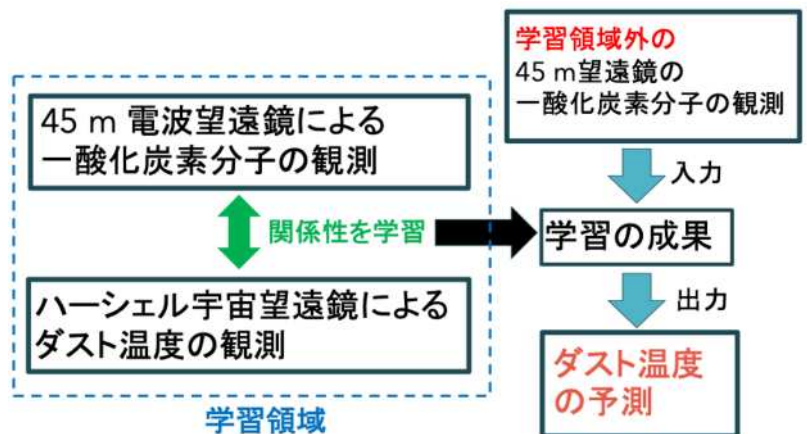 45 m 電波望遠鏡による
一酸化炭素分子の観測
関係性を学習
ハーシェル宇宙望遠鏡による
ダスト温度の観測
学習領域
学習領域外の
45 m望遠鏡の
一酸化炭素分子の観測
入力
学習の成果
出力
ダスト温度
の予測